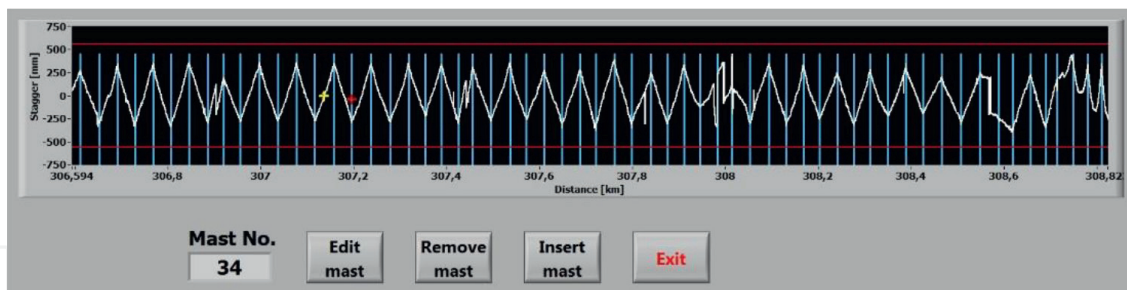 750
500
250
0
-250
-500
-750
Stagger [mm]
306,594 306,8 307 307,2 307,4 307,6 307,8 308 308,2 308,4 308,6 308,82
Distance [km]
Mast No.
34
Edit
mast
Remove
mast
Insert
mast
Exit